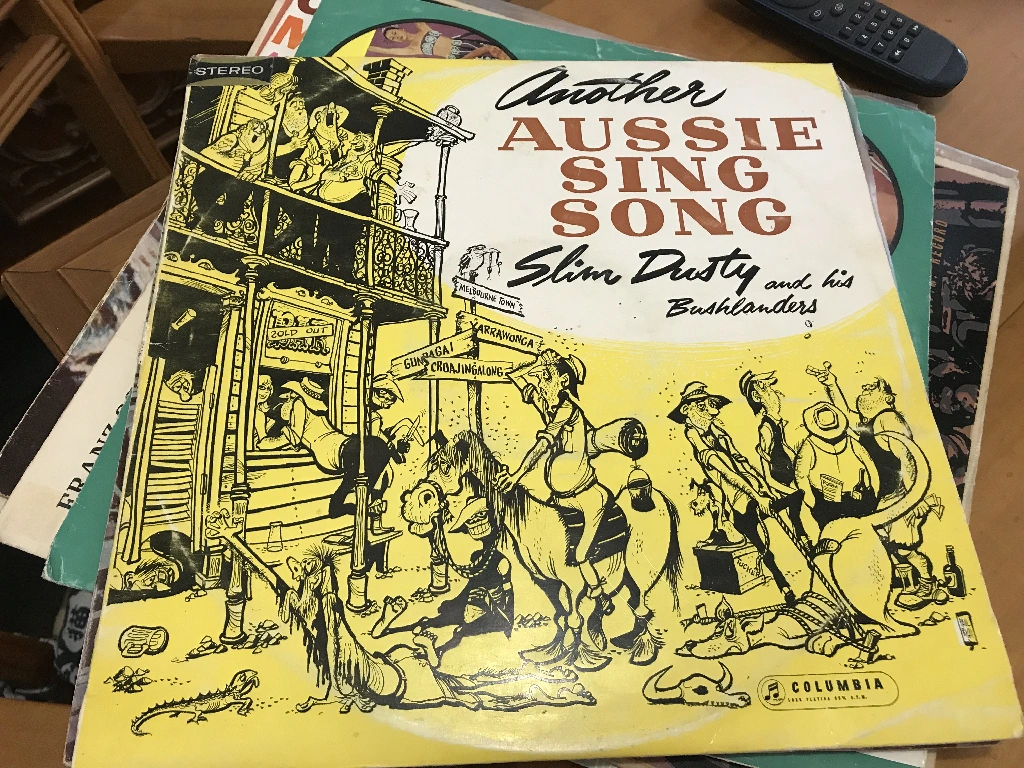 STEREO
Another
AUSSIE
SING
SONG
Slim Dusty and his
Bushlanders
MELBOURNE TOWN
YARRAWONGA
GUNDAGAI
CROAJINGALONG
SOLD OUT
COLUMBIA
FRANZ
RECORD